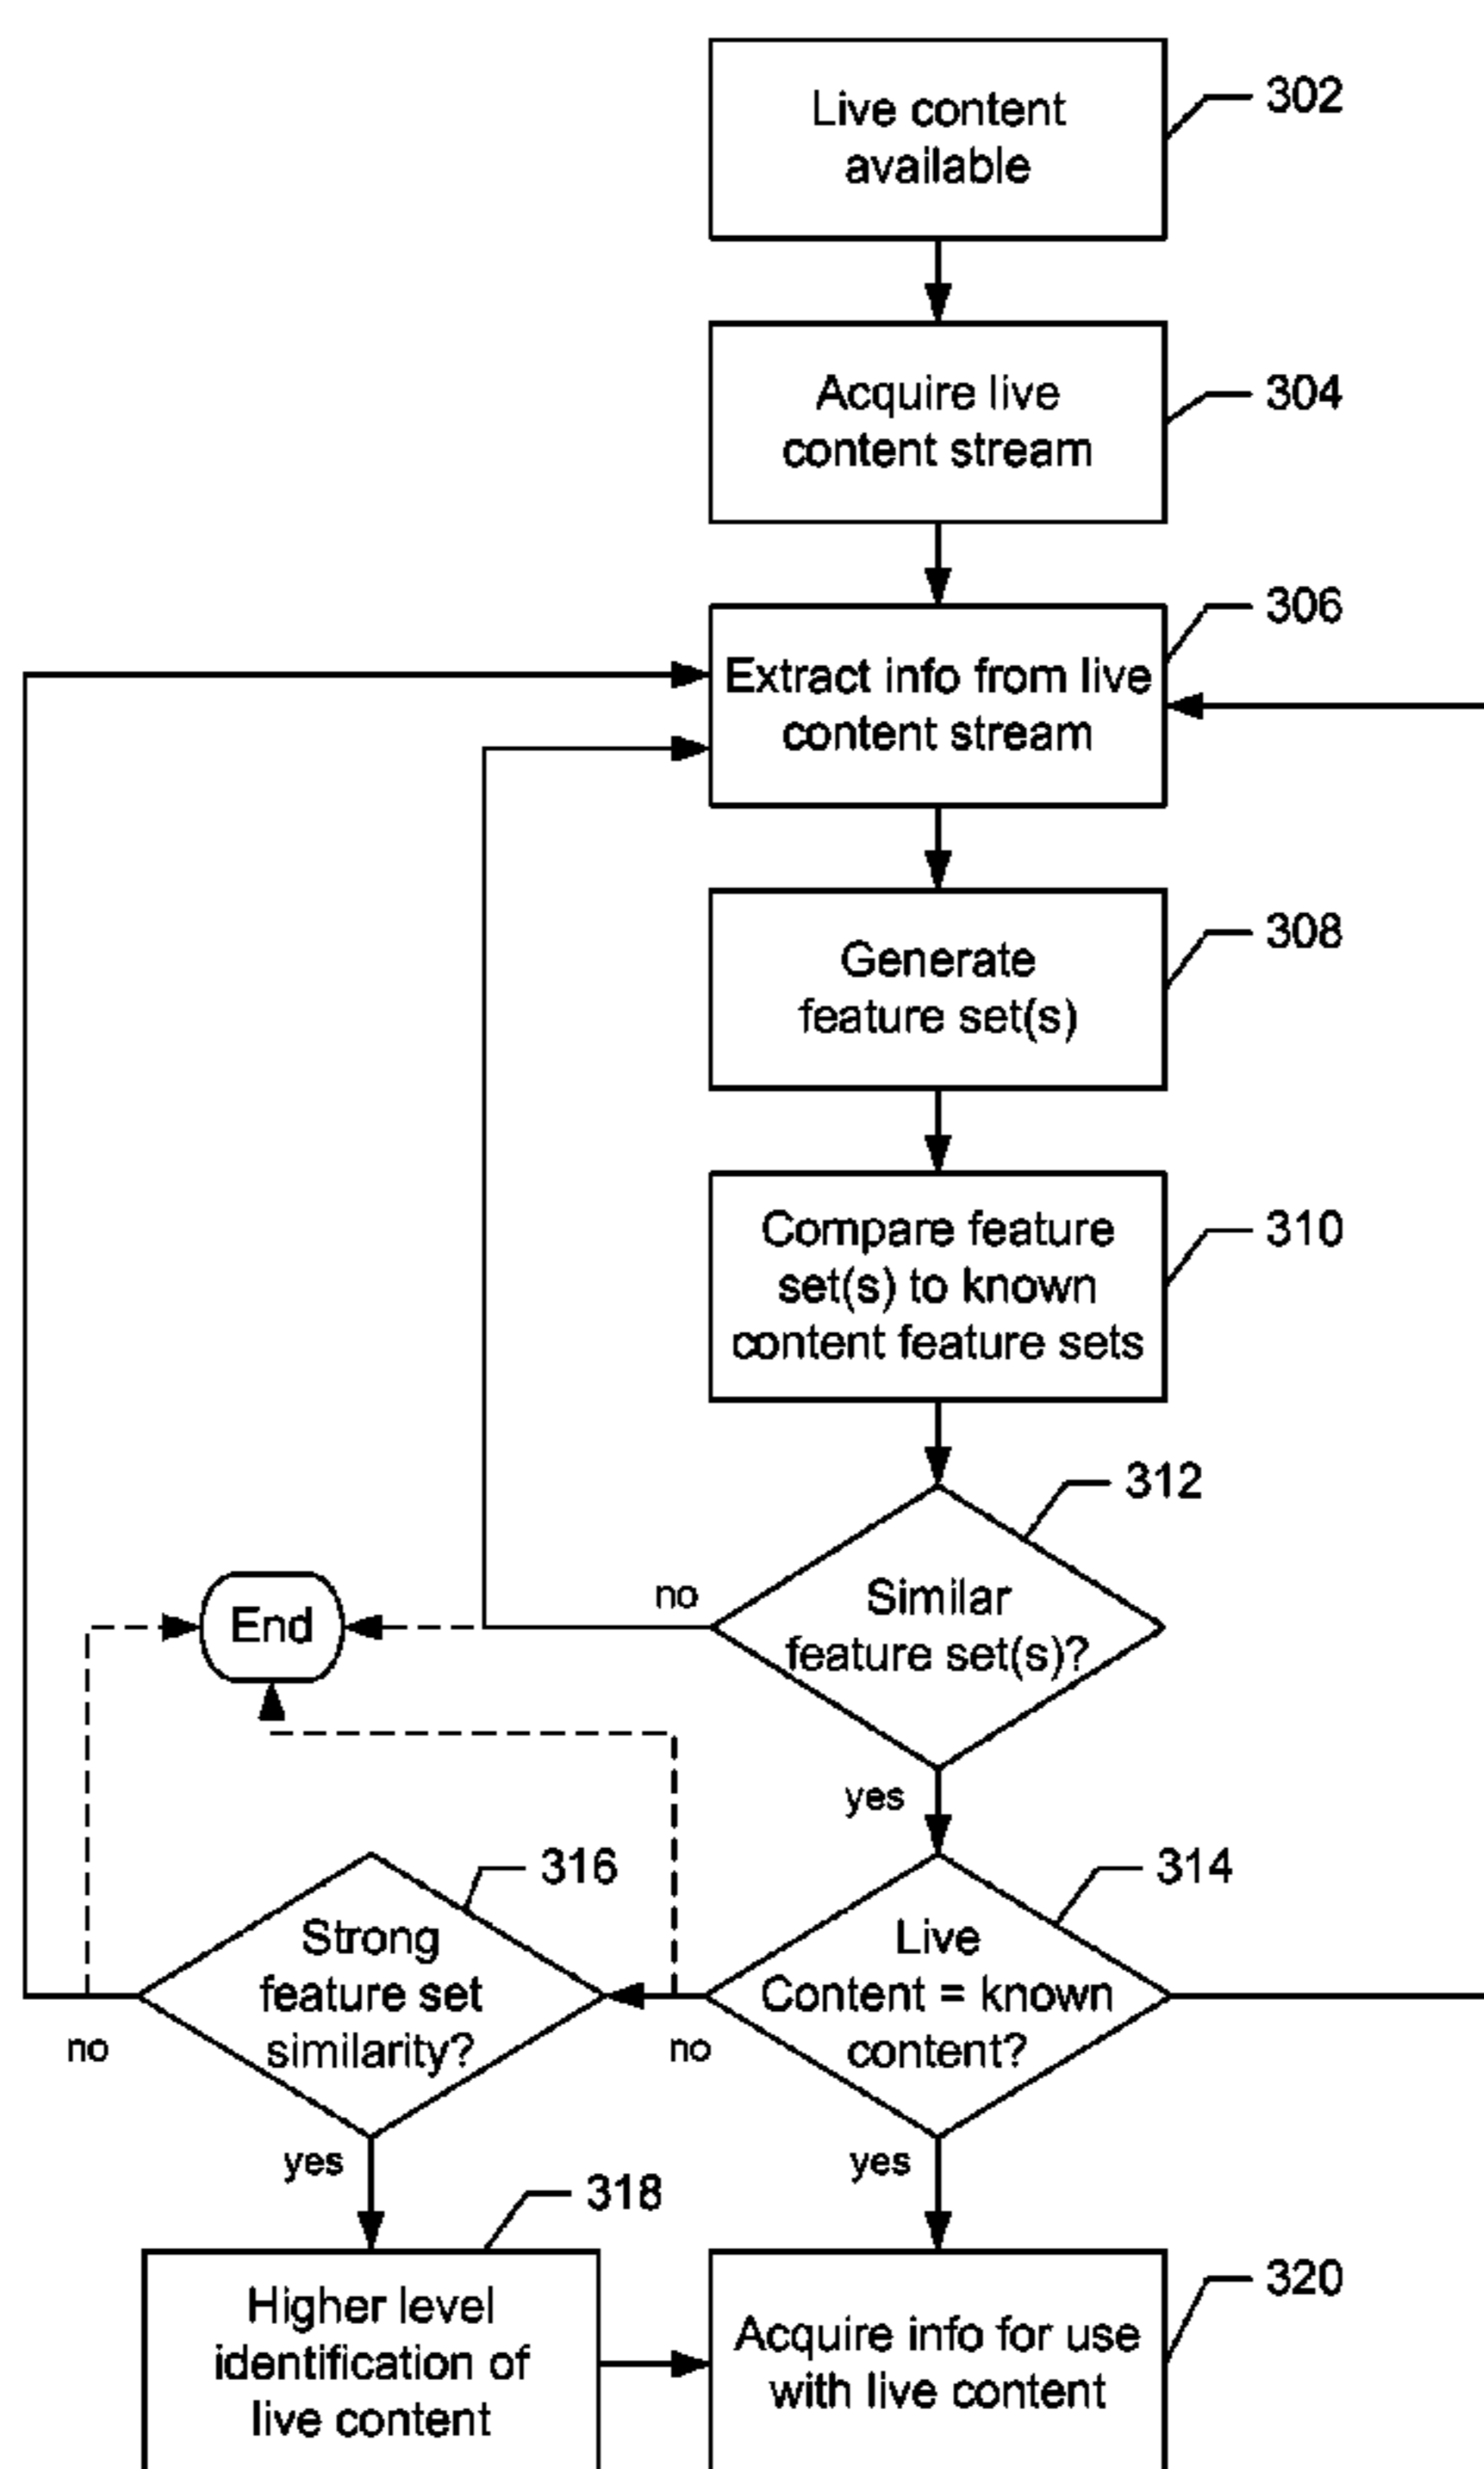 Live content
available
302
Acquire live
content stream
304
306
Extract info from live
content stream
Generate
feature set(s)
308
Compare feature
set(s) to known
content feature sets
310
312
no
End
Similar
feature set(s)?
yes
316
314
Strong
feature set
similarity?
Live
Content = known
content?
no
no
yes
yes
318
Higher level
identification of
live content
320
Acquire info for use
with live content